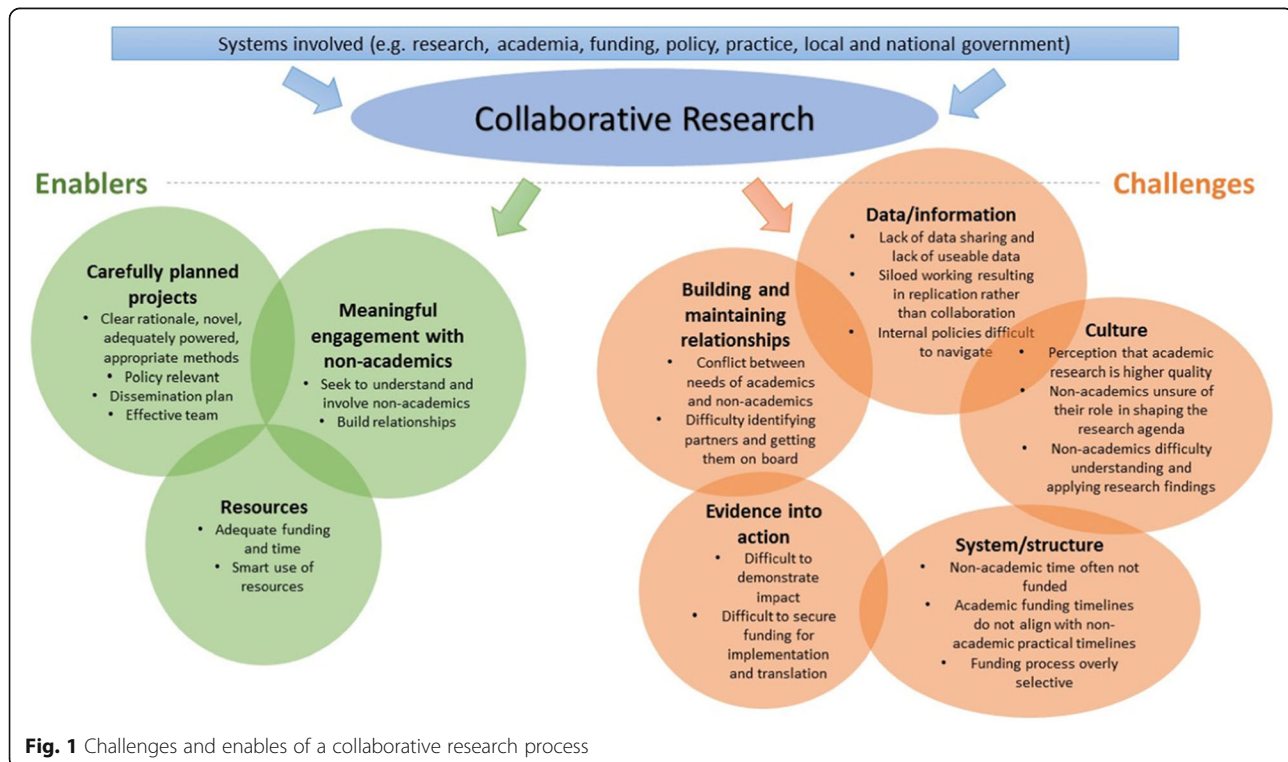 Systems involved (e.g. research, academia, funding, policy, practice, local and national government)
Collaborative Research
Enablers
Challenges
Carefully planned
projects
• Clear rationale, novel,
adequately powered,
appropriate methods
• Policy relevant
• Dissemination plan
• Effective team
Meaningful
engagement with
non-academics
• Seek to understand and
involve non-academics
• Build relationships
Resources
• Adequate funding
and time
• Smart use of
resources
Building and
maintaining
relationships
• Conflict between
needs of academics
and non-academics
• Difficulty identifying
partners and getting
them on board
Data/information
• Lack of data sharing and
lack of useable data
• Siloed working resulting
in replication rather
than collaboration
• Internal policies difficult
to navigate
Culture
• Perception that academic
research is higher quality
• Non-academics unsure of
their role in shaping the
research agenda
• Non-academics difficulty
understanding and
applying research findings
Evidence into
action
• Difficult to
demonstrate
impact
• Difficult to secure
funding for
implementation
and translation
System/structure
• Non-academic time often not
funded
• Academic funding timelines
do not align with non-
academic practical timelines
• Funding process overly
selective
Fig. 1 Challenges and enables of a collaborative research process